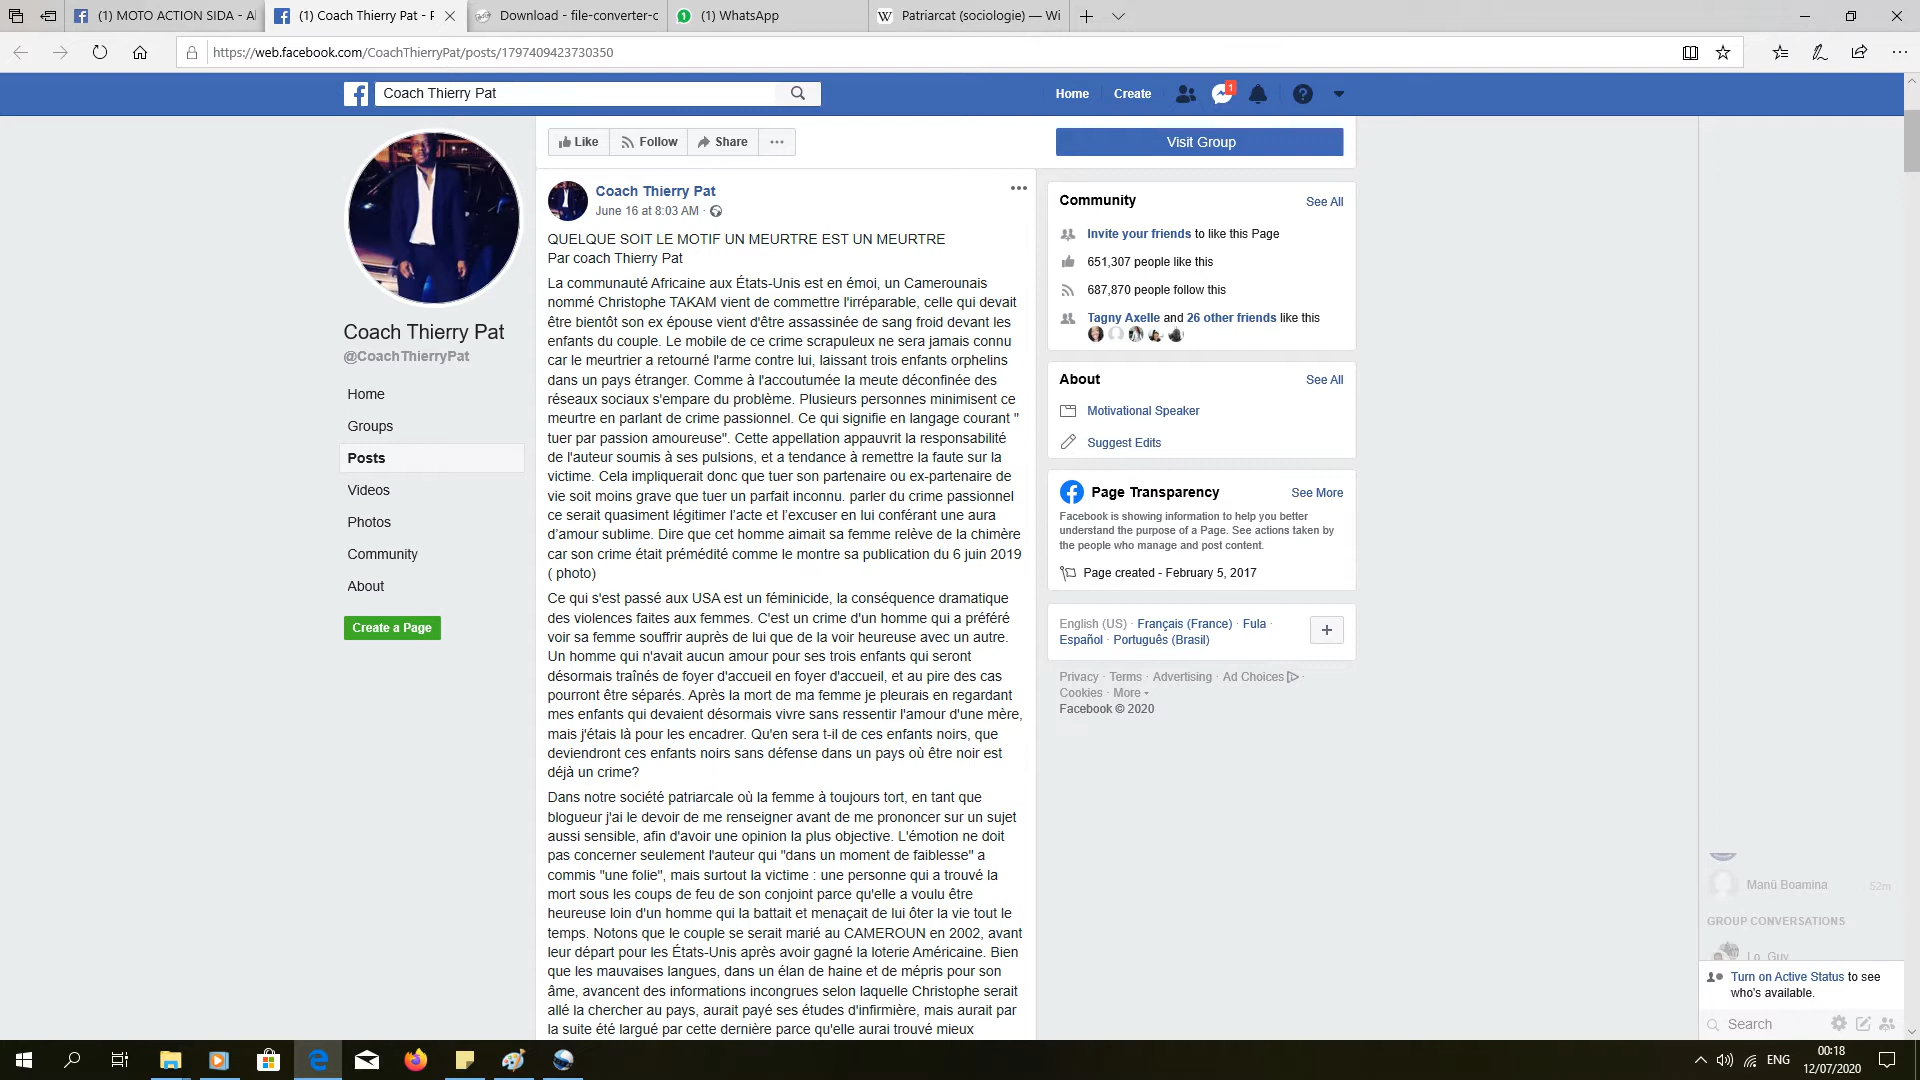 (1) MOTO ACTION SIDA - Al
(1) Coach Thierry Pat - P
Download - file-converter-o
(1) WhatsApp
Patriarcat (sociologie) — Wi
https://web.facebook.com/CoachThierryPat/posts/1797409423730350
Coach Thierry Pat
Home
Create
1
Like
Follow
Share
Visit Group
Coach Thierry Pat
@CoachThierryPat
Home
Groups
Posts
Videos
Photos
Community
About
Create a Page
Coach Thierry Pat
June 16 at 8:03 AM ·
QUELQUE SOIT LE MOTIF UN MEURTRE EST UN MEURTRE
Par coach Thierry Pat
La communauté Africaine aux États-Unis est en émoi, un Camerounais
nommé Christophe TAKAM vient de commettre l'irréparable, celle qui devait
être bientôt son ex épouse vient d'être assassinée de sang froid devant les
enfants du couple. Le mobile de ce crime scrapuleux ne sera jamais connu
car le meurtrier a retourné l'arme contre lui, laissant trois enfants orphelins
dans un pays étranger. Comme à l'accoutumée la meute déconfinée des
réseaux sociaux s'empare du problème. Plusieurs personnes minimisent ce
meurtre en parlant de crime passionnel. Ce qui signifie en langage courant "
tuer par passion amoureuse". Cette appellation appauvrit la responsabilité
de l'auteur soumis à ses pulsions, et a tendance à remettre la faute sur la
victime. Cela impliquerait donc que tuer son partenaire ou ex-partenaire de
vie soit moins grave que tuer un parfait inconnu. parler du crime passionnel
ce serait quasiment légitimer l’acte et l’excuser en lui conférant une aura
d’amour sublime. Dire que cet homme aimait sa femme relève de la chimère
car son crime était prémédité comme le montre sa publication du 6 juin 2019
( photo)
Ce qui s'est passé aux USA est un féminicide, la conséquence dramatique
des violences faites aux femmes. C'est un crime d'un homme qui a préféré
voir sa femme souffrir auprès de lui que de la voir heureuse avec un autre.
Un homme qui n'avait aucun amour pour ses trois enfants qui seront
désormais traînés de foyer d'accueil en foyer d'accueil, et au pire des cas
pourront être séparés. Après la mort de ma femme je pleurais en regardant
mes enfants qui devaient désormais vivre sans ressentir l'amour d'une mère,
mais j'étais là pour les encadrer. Qu'en sera t-il de ces enfants noirs, que
deviendront ces enfants noirs sans défense dans un pays où être noir est
déjà un crime?
Dans notre société patriarcale où la femme à toujours tort, en tant que
blogueur j'ai le devoir de me renseigner avant de me prononcer sur un sujet
aussi sensible, afin d'avoir une opinion la plus objective. L'émotion ne doit
pas concerner seulement l'auteur qui "dans un moment de faiblesse" a
commis "une folie", mais surtout la victime : une personne qui a trouvé la
mort sous les coups de feu de son conjoint parce qu'elle a voulu être
heureuse loin d'un homme qui la battait et menaçait de lui ôter la vie tout le
temps. Notons que le couple se serait marié au CAMEROUN en 2002, avant
leur départ pour les États-Unis après avoir gagné la loterie Américaine. Bien
que les mauvaises langues, dans un élan de haine et de mépris pour son
âme, avancent des informations incongrues selon laquelle Christophe serait
allé la chercher au pays, aurait payé ses études d'infirmière, mais aurait par
la suite été largué par cette dernière parce qu'elle aurai trouvé mieux
Community
See All
Invite your friends to like this Page
651,307 people like this
687,870 people follow this
Tagny Axelle and 26 other friends like this
About
See All
Motivational Speaker
Suggest Edits
Page Transparency
See More
Facebook is showing information to help you better
understand the purpose of a Page. See actions taken by
the people who manage and post content.
Page created - February 5, 2017
English (US) · Français (France) · Fula ·
Español · Português (Brasil)
Privacy · Terms · Advertising · Ad Choices ·
Cookies · More
Facebook © 2020
Manü Boamina
52m
GROUP CONVERSATIONS
Lo, Guy
Turn on Active Status to see
who's available.
Search
ENG
00:18
12/07/2020